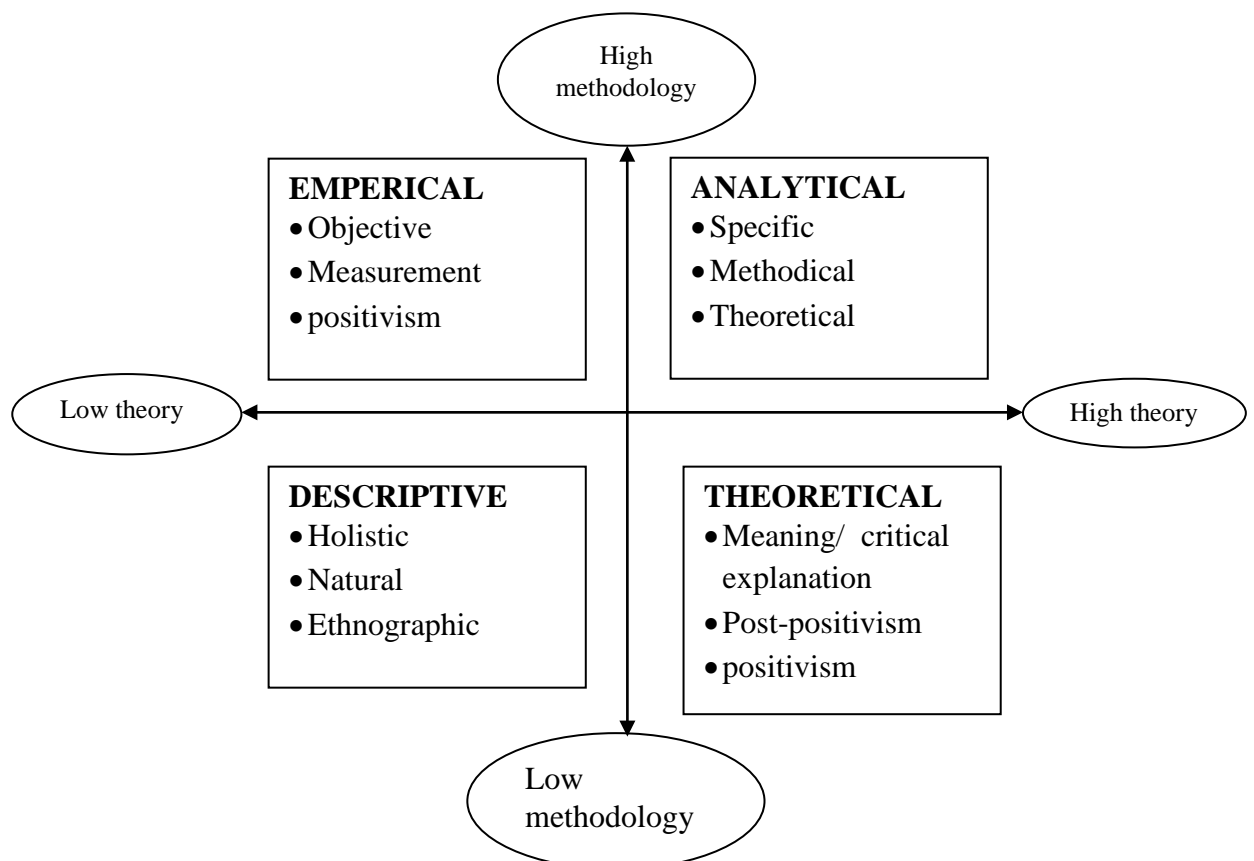 High
methodology
EMPERICAL
• Objective
• Measurement
• positivism
ANALYTICAL
• Specific
• Methodical
• Theoretical
Low theory
High theory
DESCRIPTIVE
• Holistic
• Natural
• Ethnographic
THEORETICAL
• Meaning/ critical
explanation
• Post-positivism
• positivism
Low
methodology